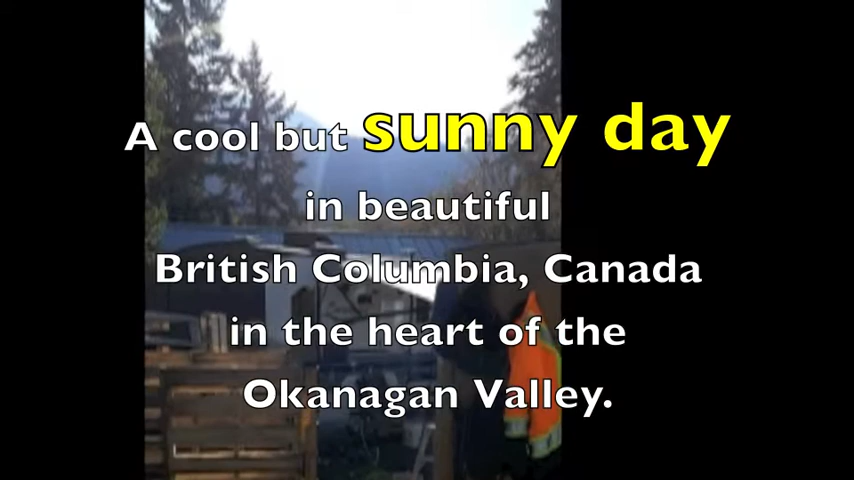 A cool but sunny day
in beautiful
British Columbia, Canada
in the heart of the
Okanagan Valley.